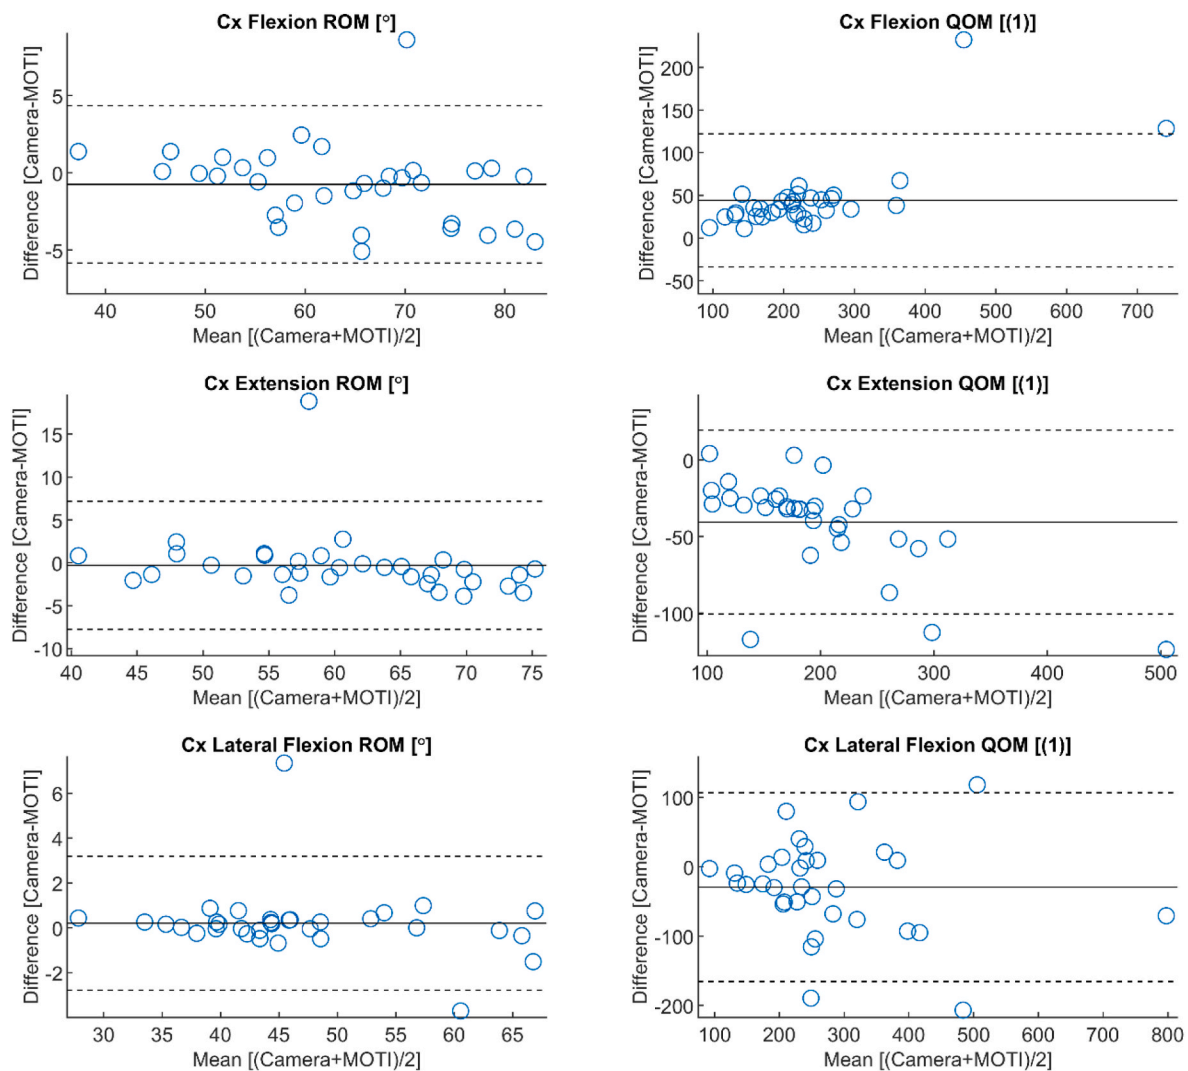 Cx Flexion ROM [°]
Difference [Camera-MOTI]
5
0
-5
40 50 60 70 80
Mean [(Camera+MOTI)/2]
Cx Flexion QOM [(1)]
Difference [Camera-MOTI]
200
150
100
50
0
-50
100 200 300 400 500 600 700
Mean [(Camera+MOTI)/2]
Cx Extension ROM [°]
Difference [Camera-MOTI]
15
10
5
0
-5
-10
40 45 50 55 60 65 70 75
Mean [(Camera+MOTI)/2]
Cx Extension QOM [(1)]
Difference [Camera-MOTI]
0
-50
-100
100 200 300 400 500
Mean [(Camera+MOTI)/2]
Cx Lateral Flexion ROM [°]
Difference [Camera-MOTI]
6
4
2
0
-2
30 35 40 45 50 55 60 65
Mean [(Camera+MOTI)/2]
Cx Lateral Flexion QOM [(1)]
Difference [Camera-MOTI]
100
0
-100
-200
100 200 300 400 500 600 700 800
Mean [(Camera+MOTI)/2]